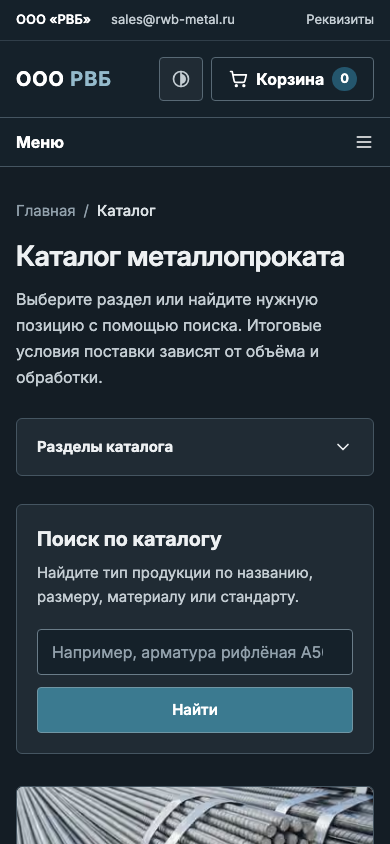 ООО «РВБ» sales@rwb-metal.ru Реквизиты
ООО РВБ Корзина 0
Меню
Главная / Каталог
Каталог металлопроката
Выберите раздел или найдите нужную
позицию с помощью поиска. Итоговые
условия поставки зависят от объёма и
обработки.
Разделы каталога
Поиск по каталогу
Найдите тип продукции по названию,
размеру, материалу или стандарту.
Например, арматура рифлёная А50
Найти